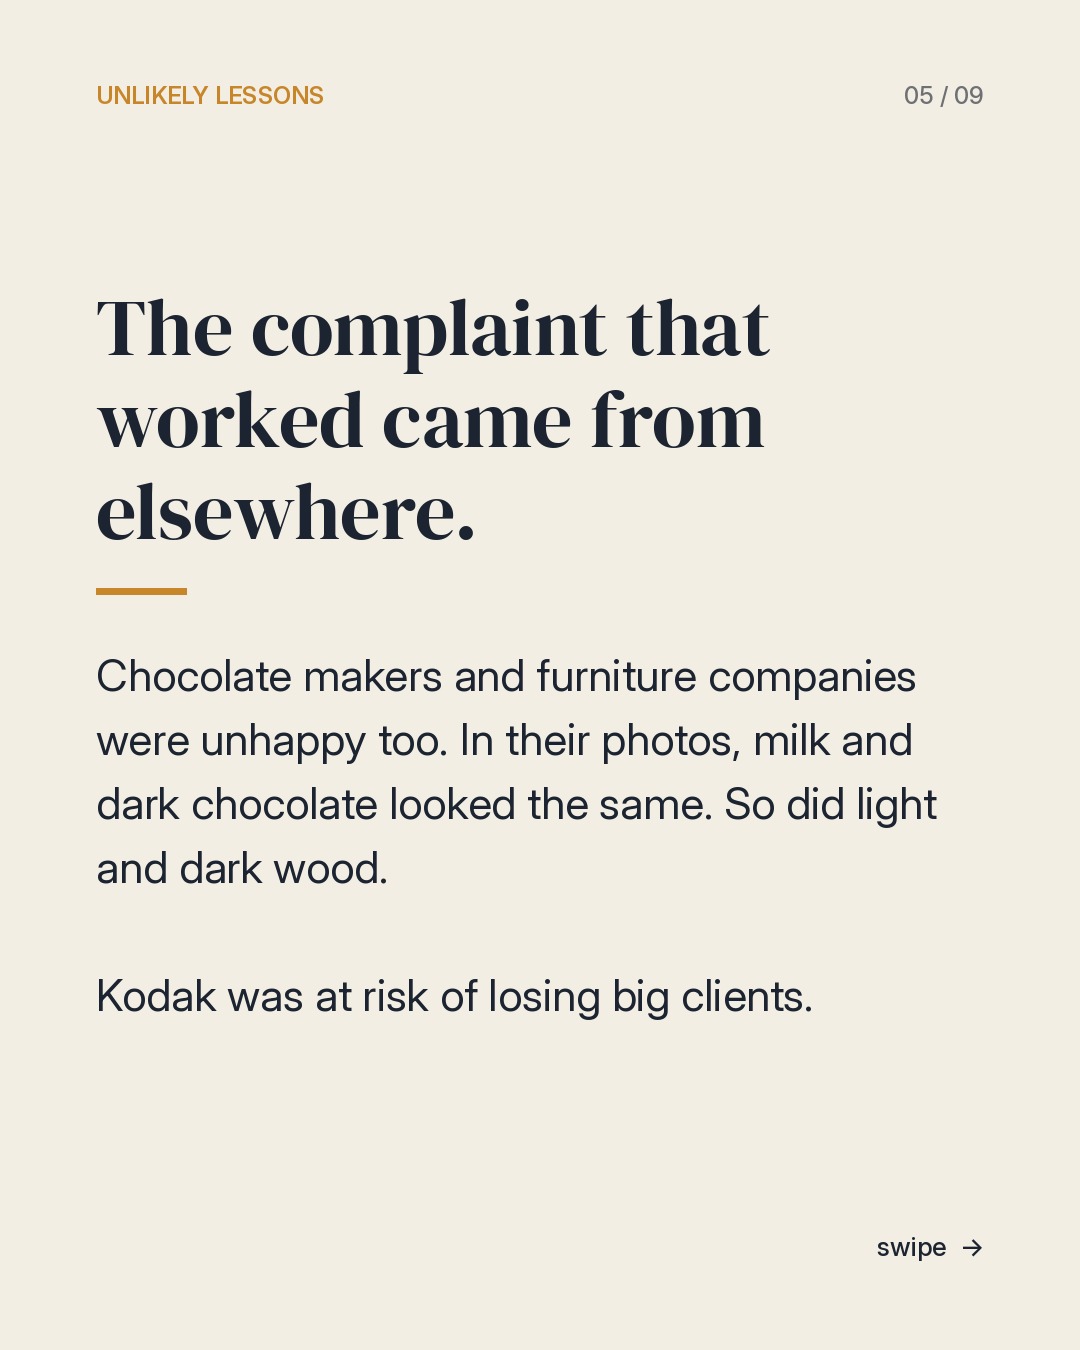 UNLIKELY LESSONS
05 / 09
The complaint that
worked came from
elsewhere.
Chocolate makers and furniture companies
were unhappy too. In their photos, milk and
dark chocolate looked the same. So did light
and dark wood.
Kodak was at risk of losing big clients.
swipe →